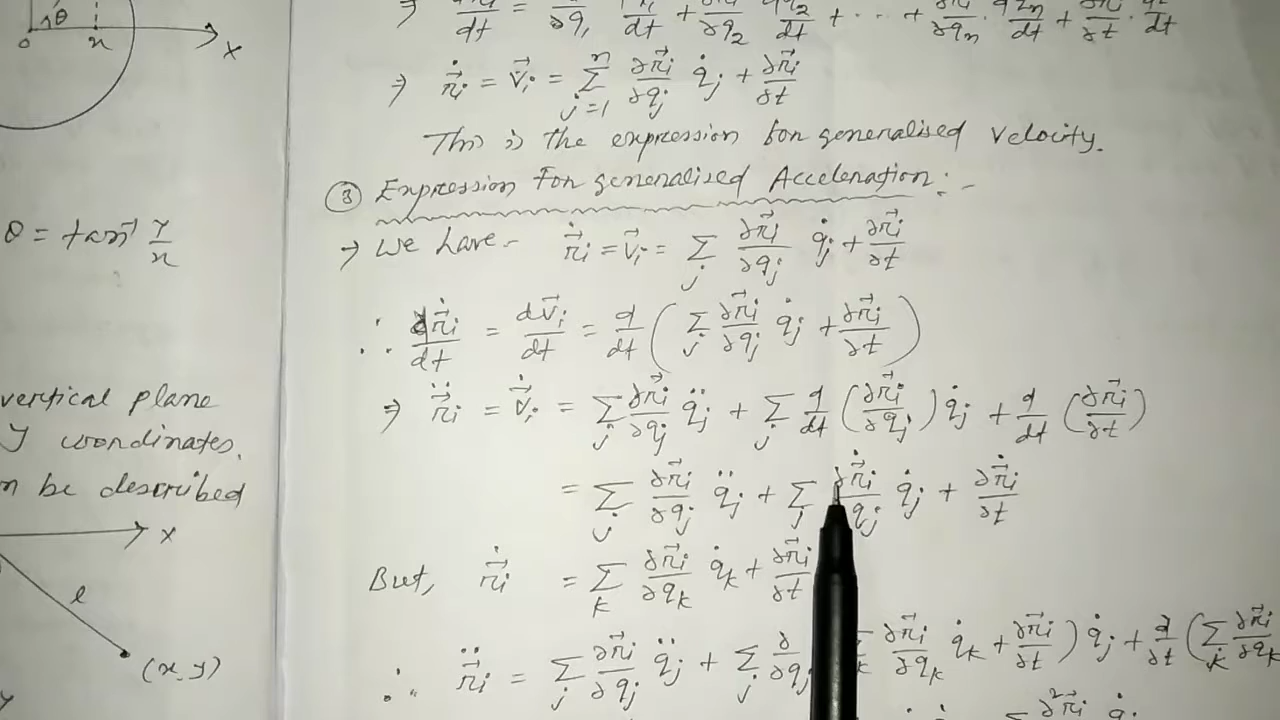 θ
o
x
X
⇒ dr⃗i/dt = ∂r⃗i/∂q1 · dq1/dt + ∂r⃗i/∂q2 · dq2/dt + ··· + ∂r⃗i/∂qn · dqn/dt + ∂r⃗i/∂t · dt/dt
⇒ ṙ⃗i = v⃗i = Σ_{j=1}^{n} ∂r⃗i/∂qj q̇j + ∂r⃗i/∂t
This is the expression for generalised velocity.
③ Expression for generalised Acceleration:-
θ = tan⁻¹ y/x
→ We have- ṙ⃗i = v⃗i = Σ_j ∂r⃗i/∂qj q̇j + ∂r⃗i/∂t
∴ dṙ⃗i/dt = dv⃗i/dt = d/dt ( Σ_j ∂r⃗i/∂qj q̇j + ∂r⃗i/∂t )
⇒ r̈⃗i = v̇⃗i = Σ_j ∂r⃗i/∂qj q̈j + Σ_j d/dt (∂r⃗i/∂qj) q̇j + d/dt (∂r⃗i/∂t)
= Σ_j ∂r⃗i/∂qj q̈j + Σ_j ∂ṙ⃗i/∂qj q̇j + ∂ṙ⃗i/∂t
But, ṙ⃗i = Σ_k ∂r⃗i/∂qk q̇k + ∂r⃗i/∂t
∴ r̈⃗i = Σ_j ∂r⃗i/∂qj q̈j + Σ_j ∂/∂qj Σ ∂r⃗i/∂qk q̇k + ∂r⃗i/∂t ) q̇j + d/dt ( Σ_k ∂r⃗i/∂qk
vertical plane
y coordinates.
n be described
X
l
(x, y)